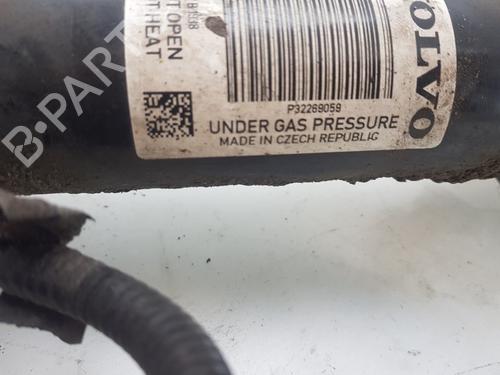 T OPEN
T HEAT
P32269059
UNDER GAS PRESSURE
MADE IN CZECH REPUBLIC
VOLVO
B-PARTS